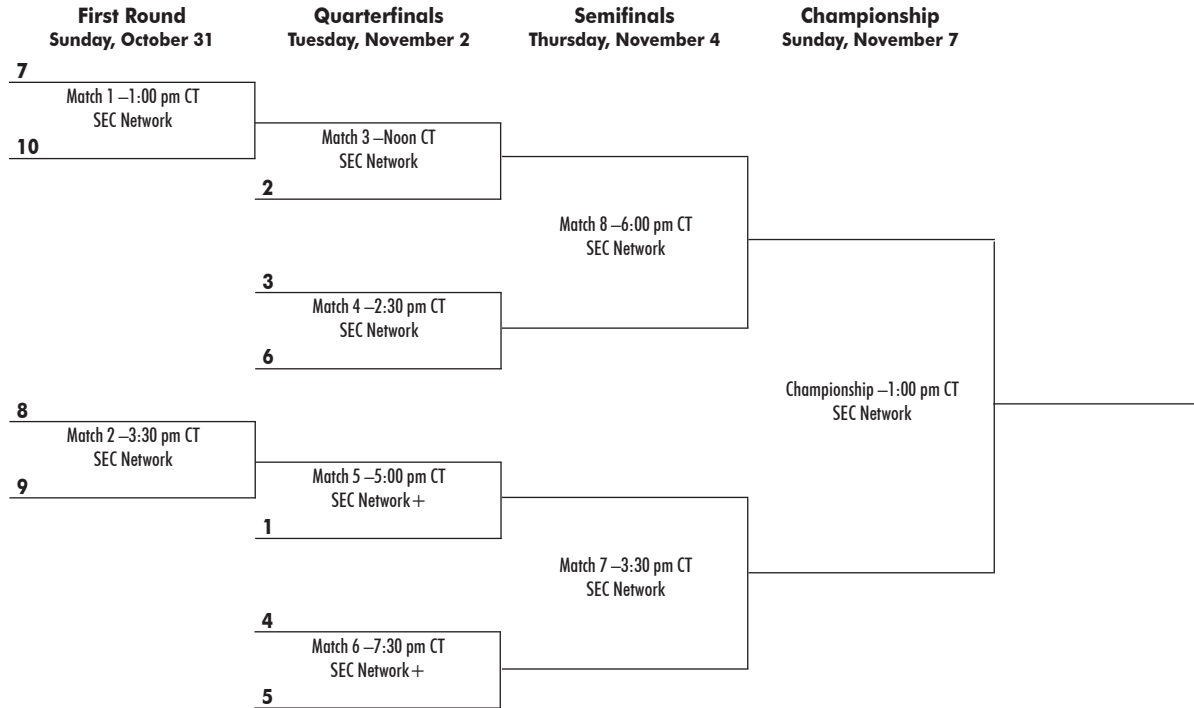 First Round
Sunday, October 31
Quarterfinals
Tuesday, November 2
Semifinals
Thursday, November 4
Championship
Sunday, November 7
7
Match 1 –1:00 pm CT
SEC Network
10
Match 3 –Noon CT
SEC Network
2
Match 8 –6:00 pm CT
SEC Network
3
Match 4 –2:30 pm CT
SEC Network
6
Championship –1:00 pm CT
SEC Network
8
Match 2 –3:30 pm CT
SEC Network
9
Match 5 –5:00 pm CT
SEC Network+
1
Match 7 –3:30 pm CT
SEC Network
4
Match 6 –7:30 pm CT
SEC Network+
5